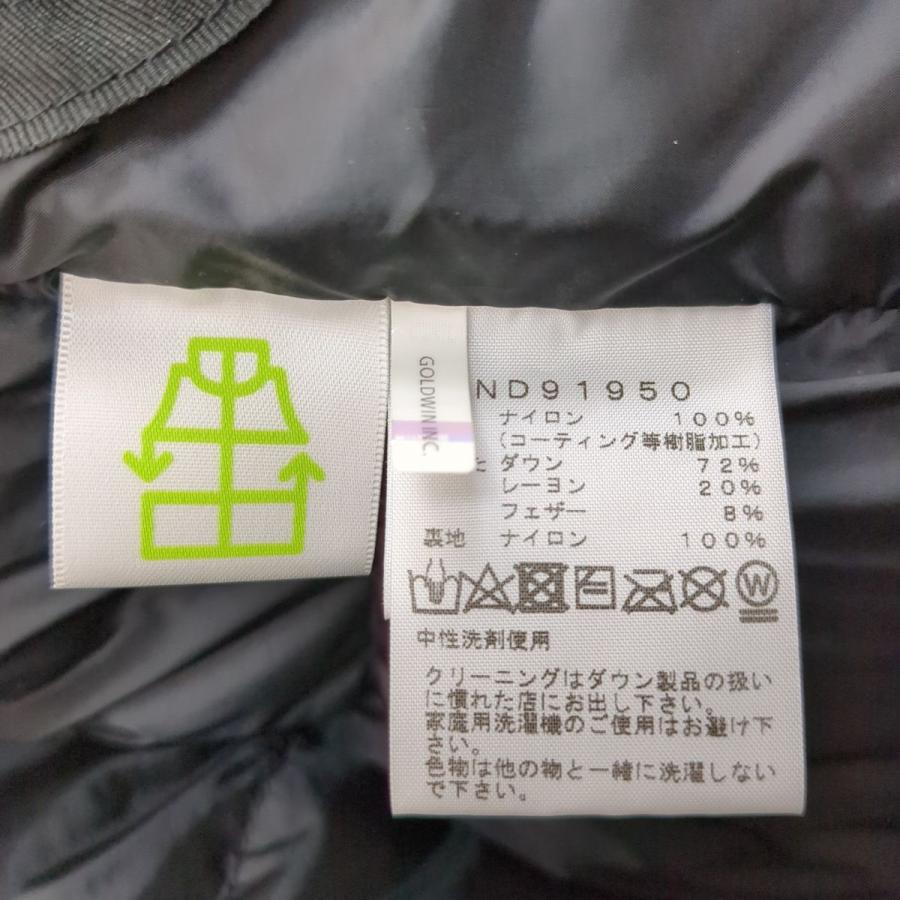 GOLDWIN INC.
ND91950
ナイロン 100%
(コーティング等樹脂加工)
た ダウン 72%
レーヨン 20%
フェザー 8%
裏地 ナイロン 100%
W
中性洗剤使用
クリーニングはダウン製品の扱い
に慣れた店にお出し下さい。
家庭用洗濯機のご使用はお避け下
さい。
色物は他の物と一緒に洗濯しない
で下さい。